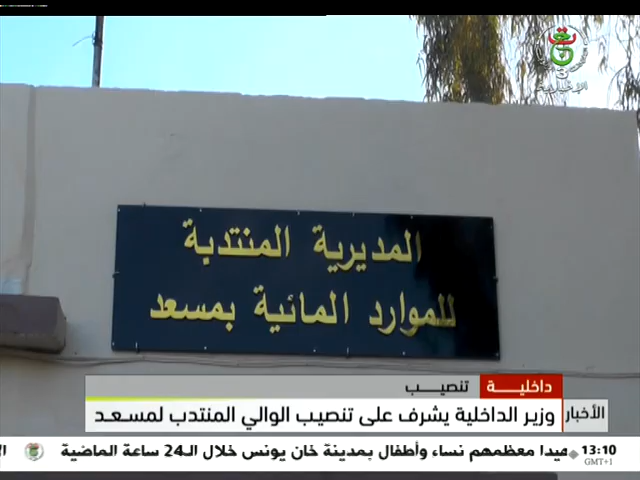 المديرية المنتدبة
للموارد المائية بمسعد
داخلية تنصيب
الأخبار
وزير الداخلية يشرف على تنصيب الوالي المنتدب لمسعد
معظمهم نساء وأطفال بمدينة خان يونس خلال الـ24 ساعة الماضية
13:10
GMT+1